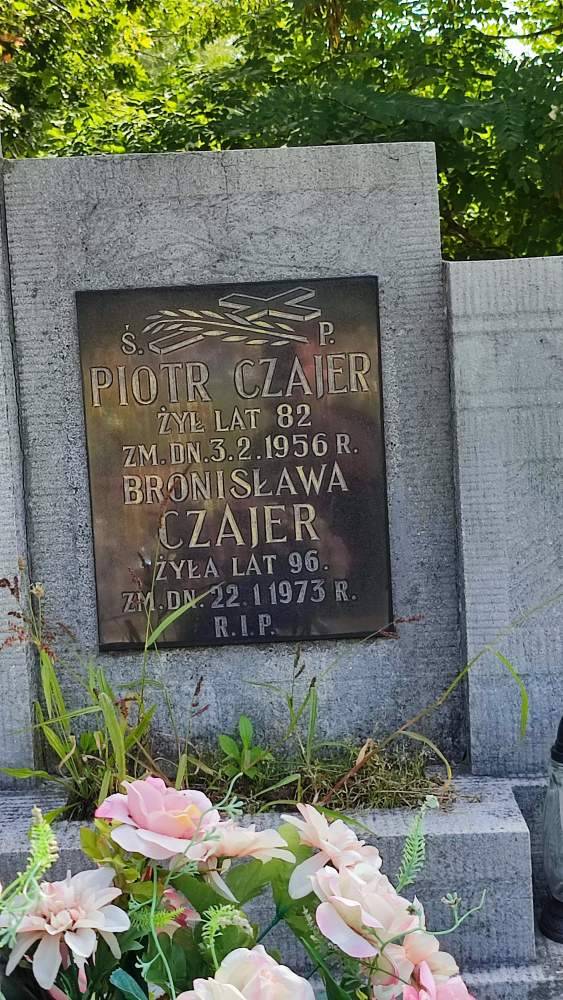 Ś. P.
PIOTR CZAJER
ŻYŁ LAT 82
ZM. DN. 3. 2. 1956 R.
BRONISŁAWA
CZAJER
ŻYŁA LAT 96.
ZM. DN. 22. 1 1973 R.
R. I. P.